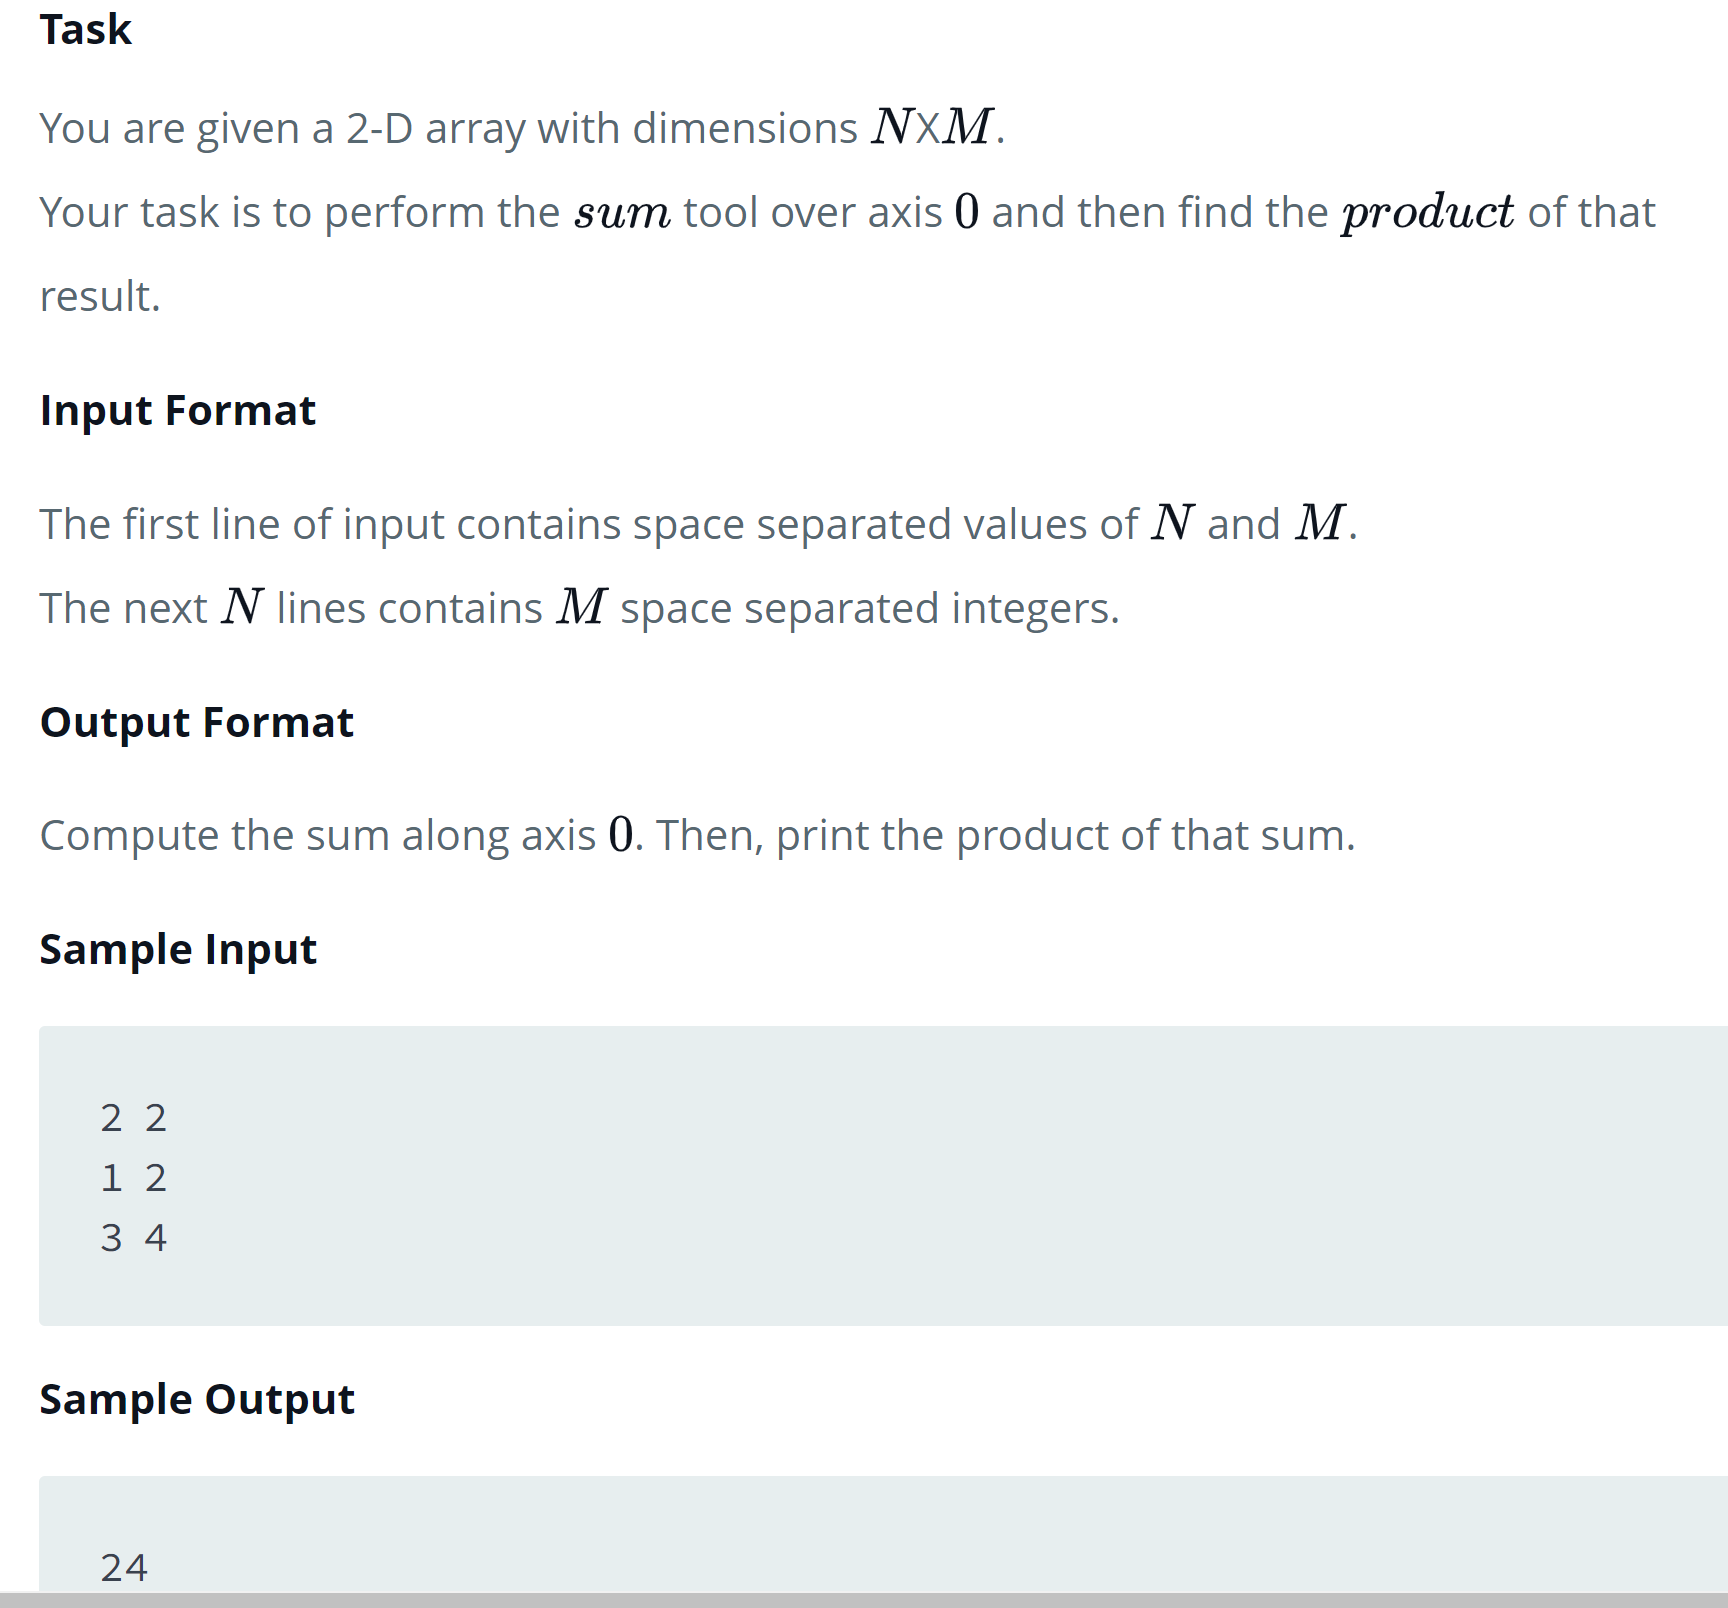 Task
You are given a 2-D array with dimensions NXM.
Your task is to perform the sum tool over axis 0 and then find the product of that
result.
Input Format
The first line of input contains space separated values of N and M.
The next N lines contains M space separated integers.
Output Format
Compute the sum along axis 0. Then, print the product of that sum.
Sample Input
2 2
1 2
3 4
Sample Output
24